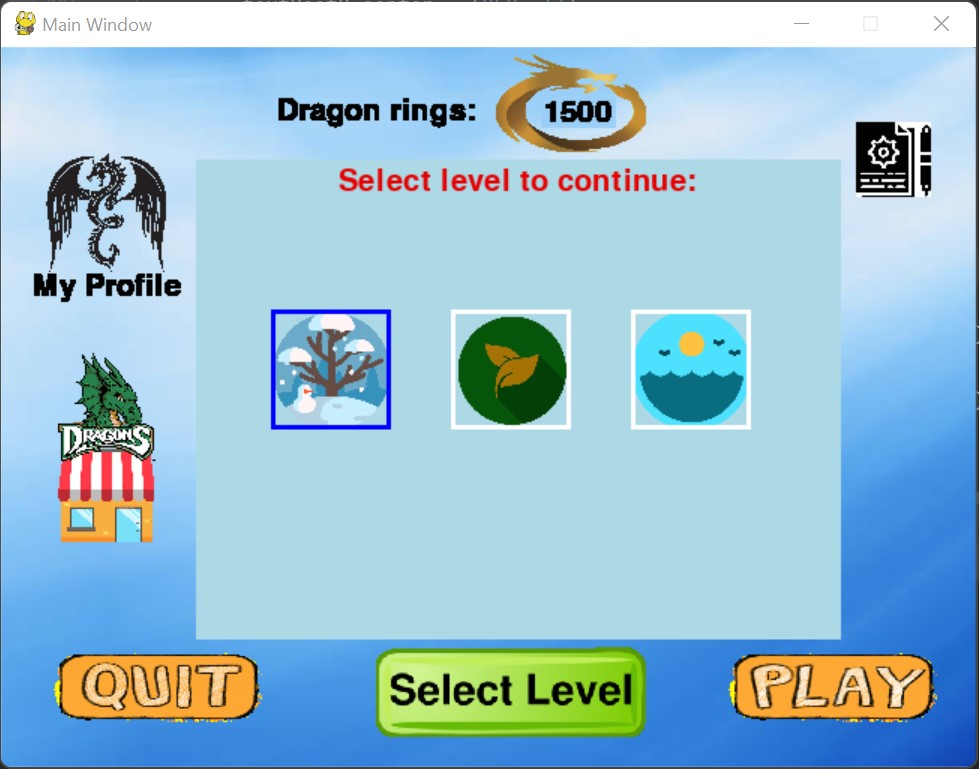 Main Window
Dragon rings: 1500
Select level to continue:
My Profile
DRAGONS
QUIT
Select Level
PLAY